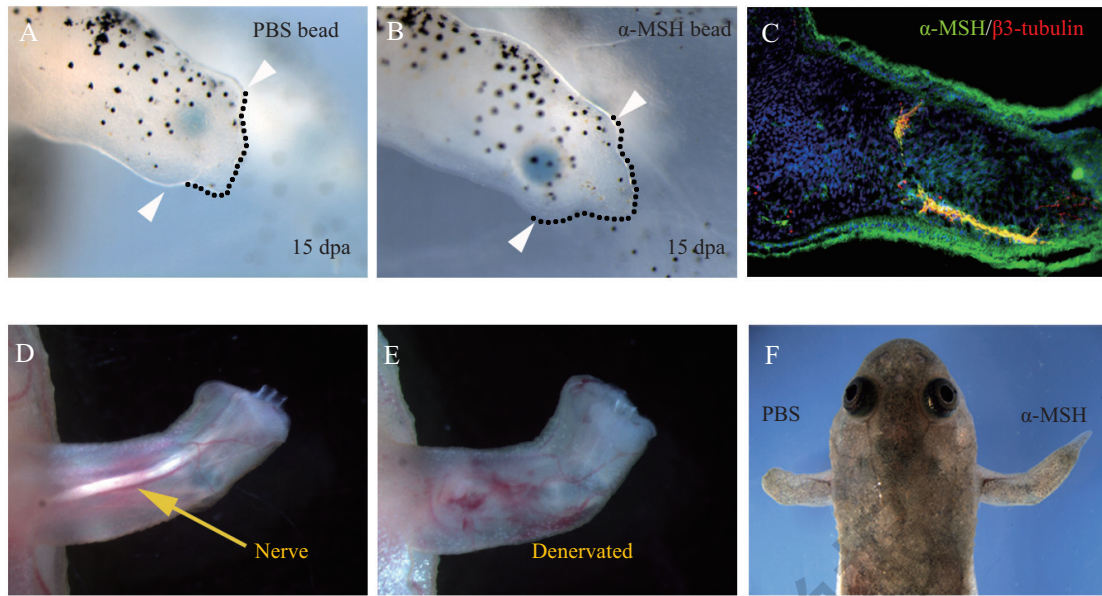 A
PBS bead
15 dpa
B
α-MSH bead
15 dpa
C
α-MSH/β3-tubulin
D
Nerve
E
Denervated
F
PBS
α-MSH